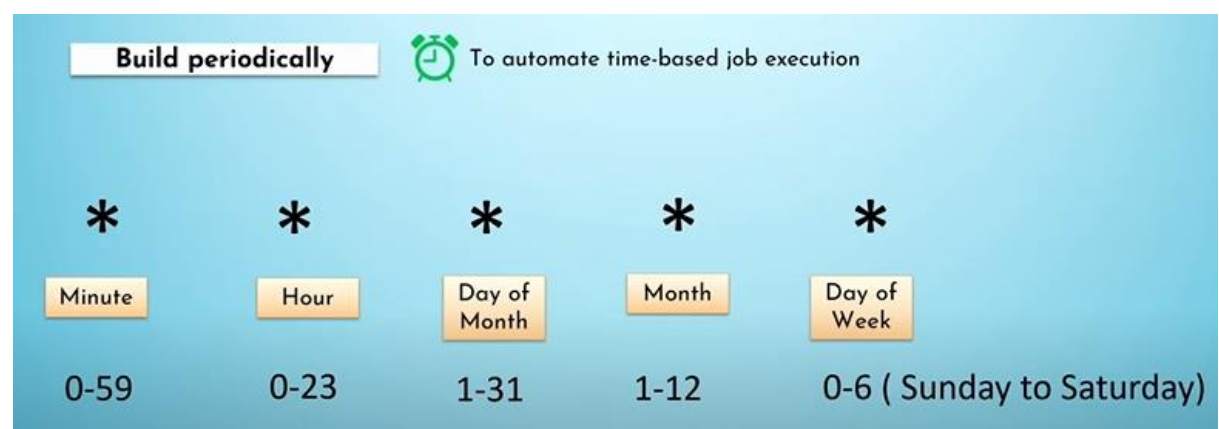 Build periodically
To automate time-based job execution
* * * * *
Minute Hour Day of Month Month Day of Week
0-59 0-23 1-31 1-12 0-6 ( Sunday to Saturday)